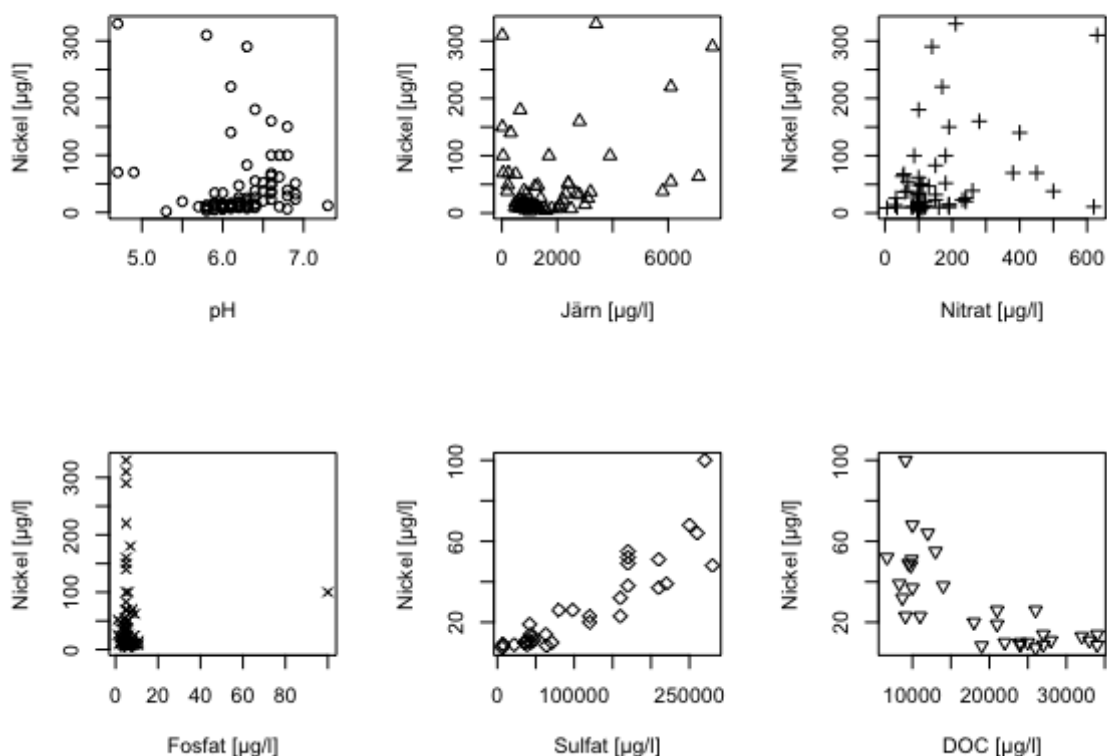 Nickel [µg/l]
300
200
100
0
5.0 6.0 7.0
pH
Nickel [µg/l]
300
200
100
0
0 2000 6000
Järn [µg/l]
Nickel [µg/l]
300
200
100
0
0 200 400 600
Nitrat [µg/l]
Nickel [µg/l]
300
200
100
0
0 20 40 60 80
Fosfat [µg/l]
Nickel [µg/l]
100
60
20
0 100000 250000
Sulfat [µg/l]
Nickel [µg/l]
100
60
20
10000 20000 30000
DOC [µg/l]